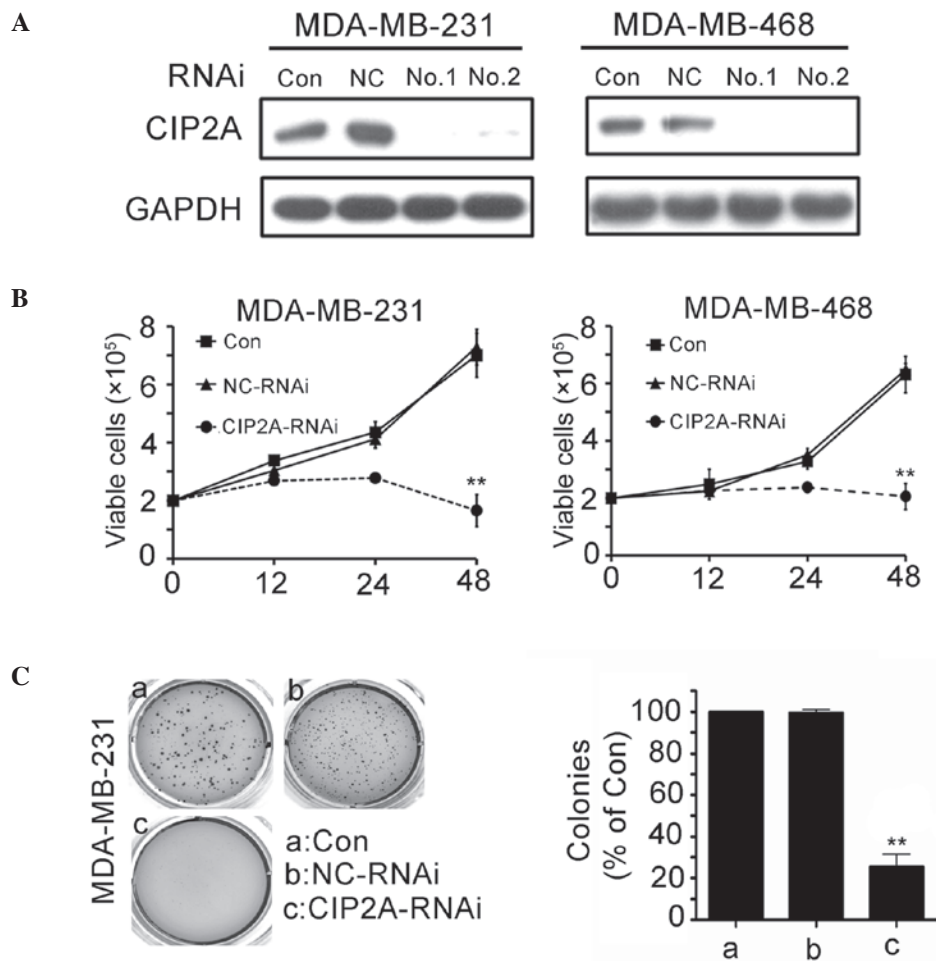 A
MDA-MB-231
MDA-MB-468
RNAi
Con NC No.1 No.2
Con NC No.1 No.2
CIP2A
GAPDH
B
MDA-MB-231
Viable cells (×10⁵)
8
6
4
2
0
Con
NC-RNAi
CIP2A-RNAi
**
0 12 24 48
MDA-MB-468
Viable cells (×10⁵)
8
6
4
2
0
Con
NC-RNAi
CIP2A-RNAi
**
0 12 24 48
C
MDA-MB-231
a
b
c
a:Con
b:NC-RNAi
c:CIP2A-RNAi
Colonies
(% of Con)
100
80
60
40
20
0
**
a b c